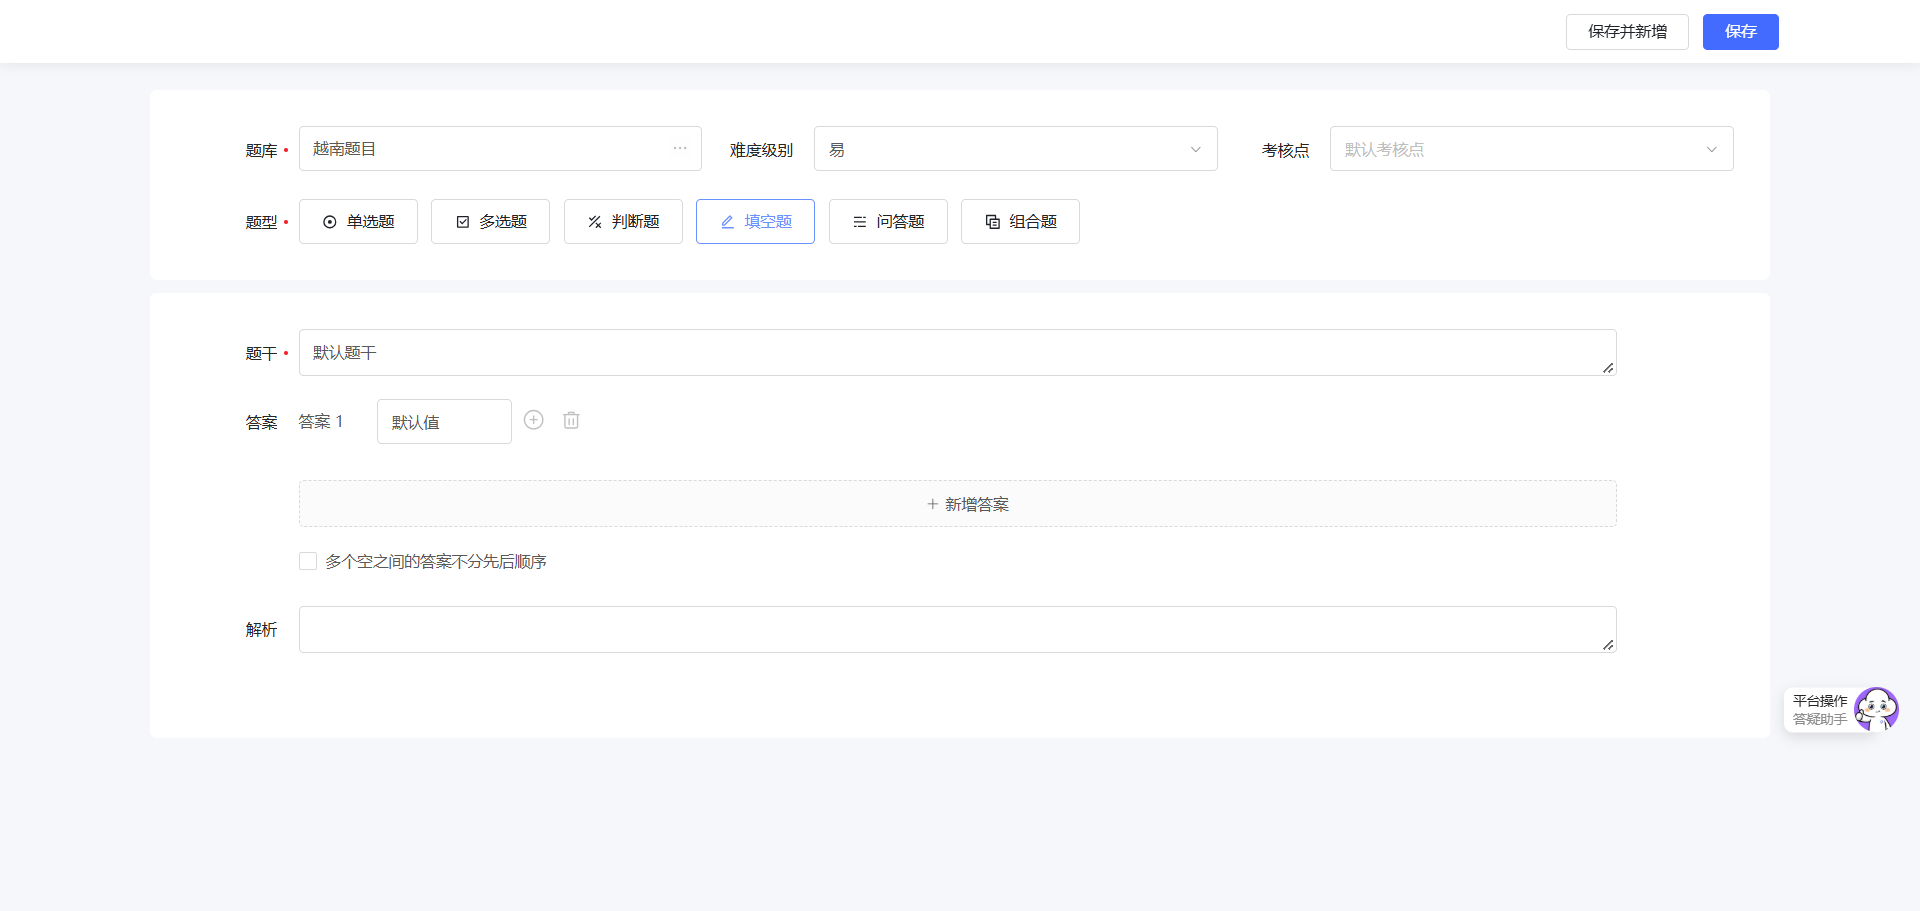 保存并新增 保存
题库 越南题目 ··· 难度级别 易 考核点 默认考核点
题型 单选题 多选题 判断题 填空题 问答题 组合题
题干 默认题干
答案 答案 1 默认值
+ 新增答案
多个空之间的答案不分先后顺序
解析
平台操作
答疑助手